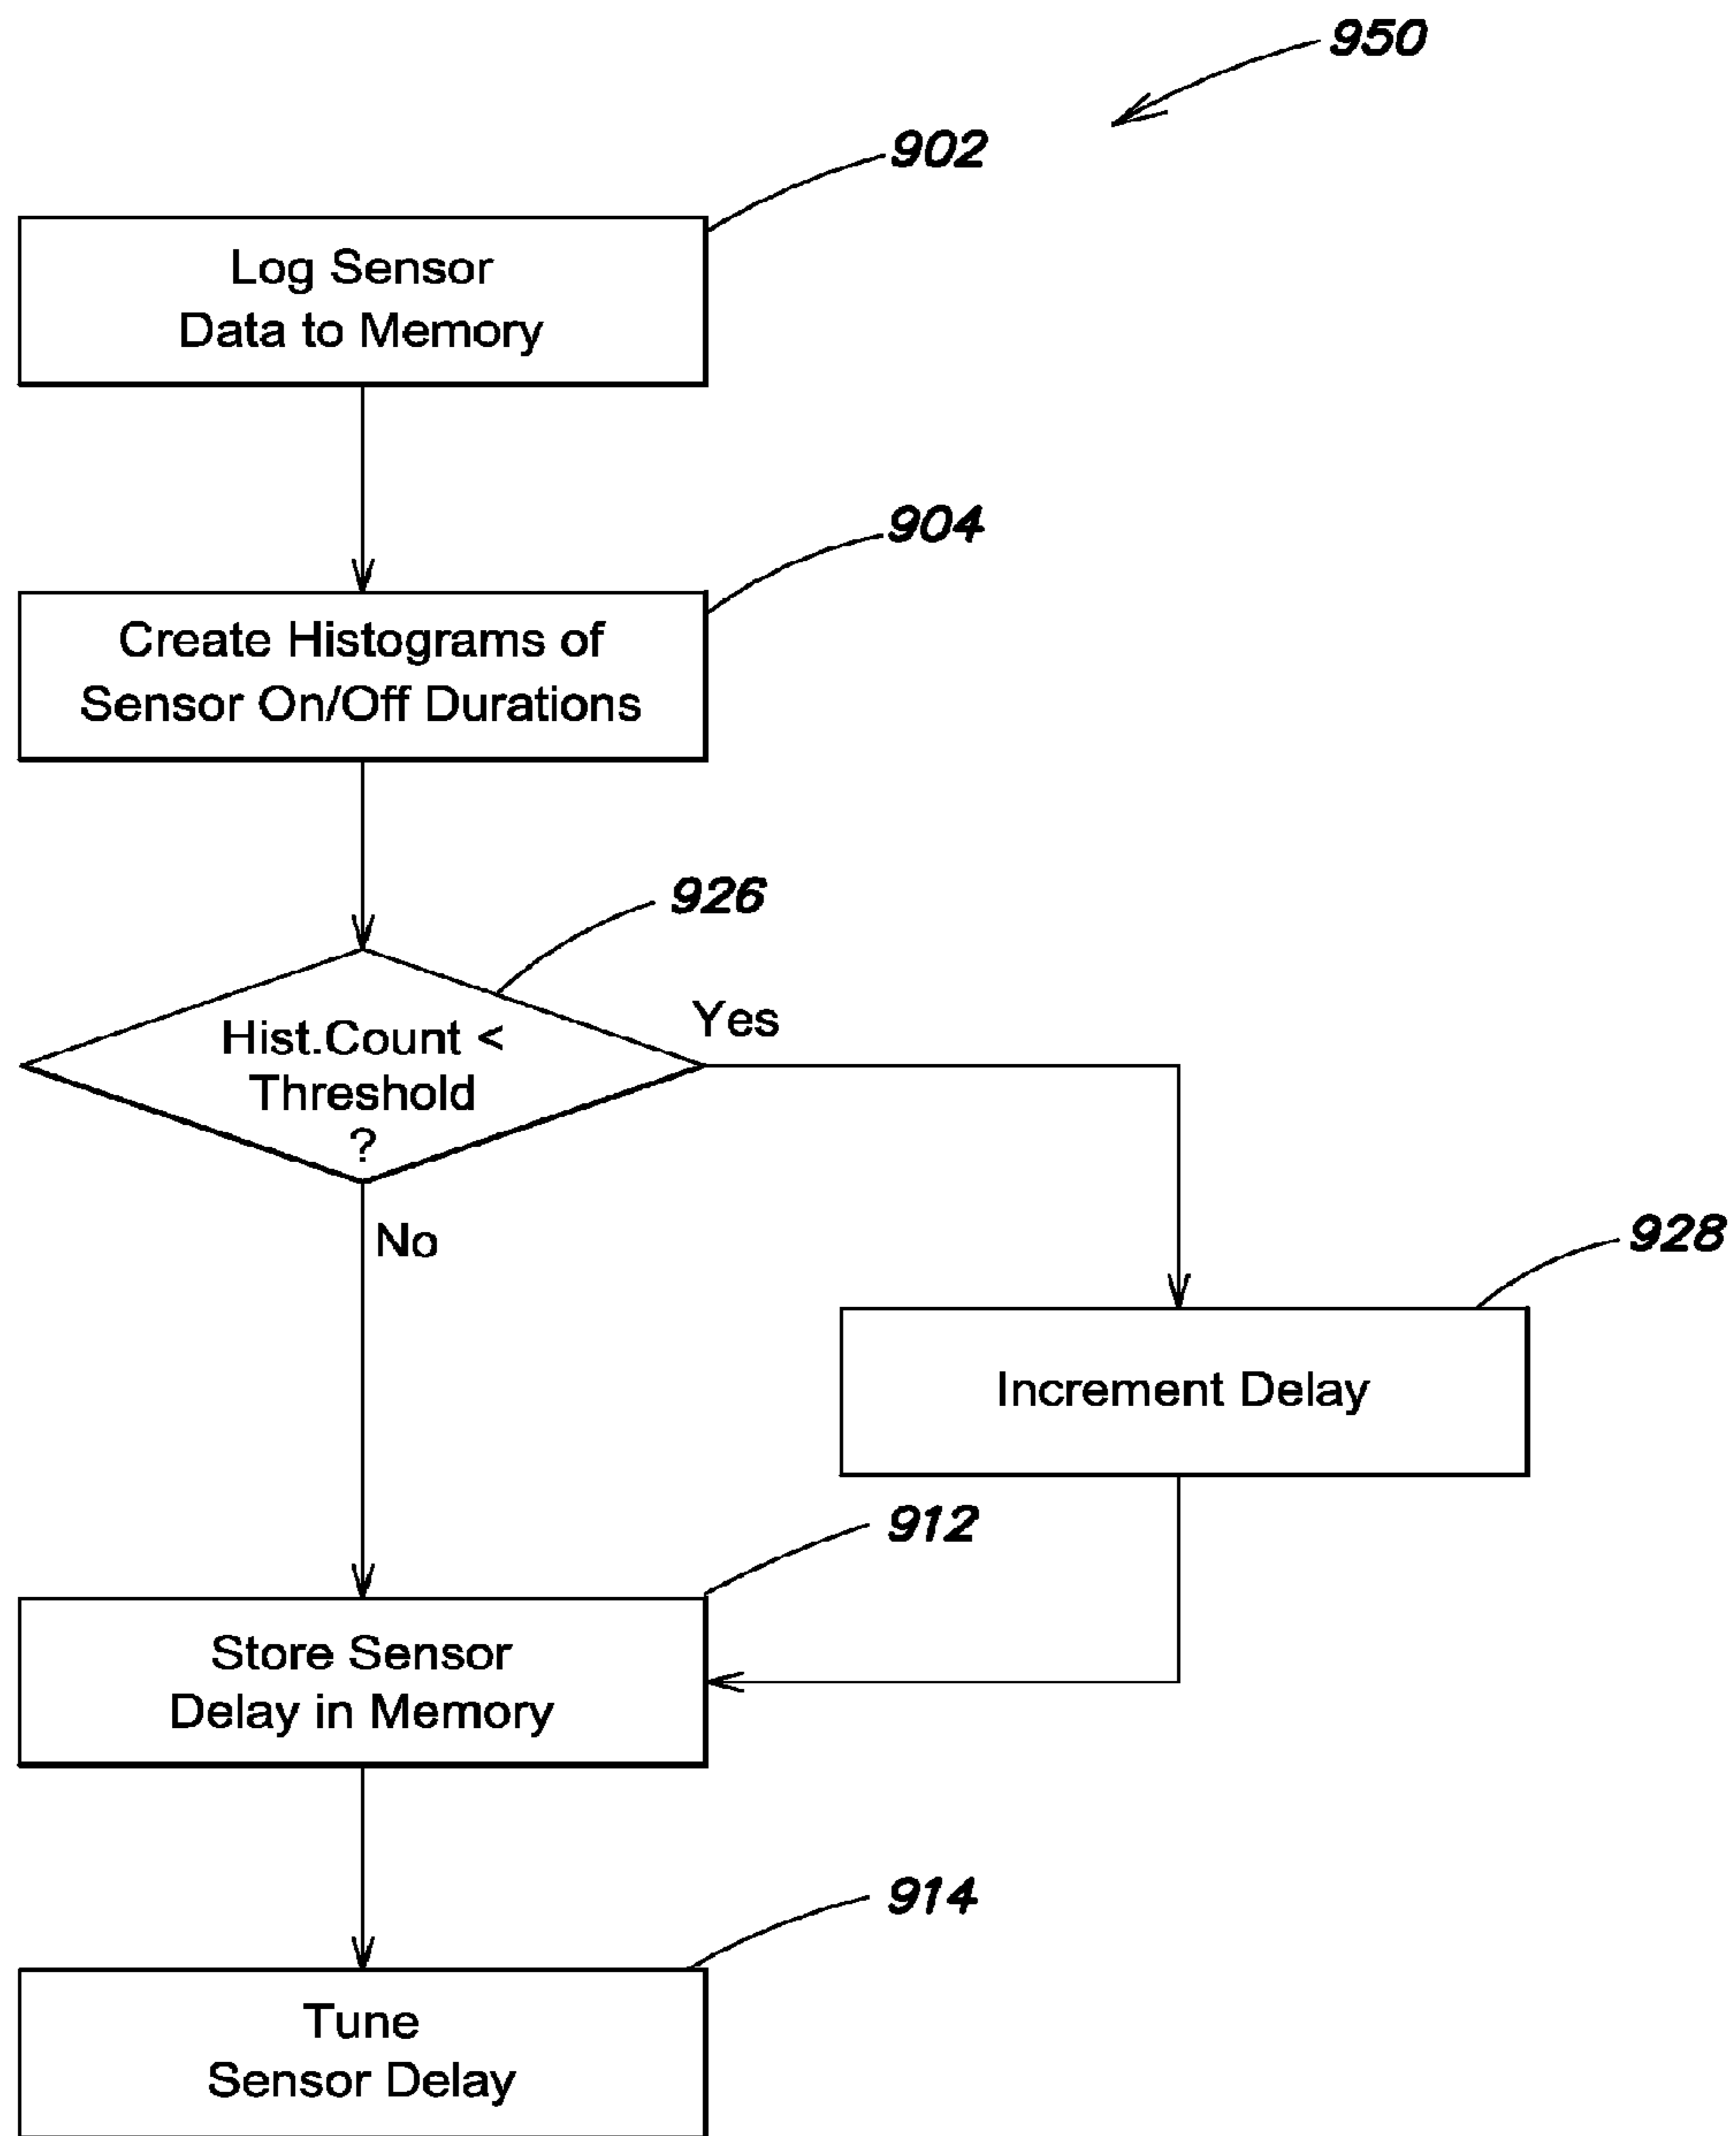 950
902
Log Sensor
Data to Memory
904
Create Histograms of
Sensor On/Off Durations
926
Hist.Count <
Threshold
?
Yes
No
928
Increment Delay
912
Store Sensor
Delay in Memory
914
Tune
Sensor Delay